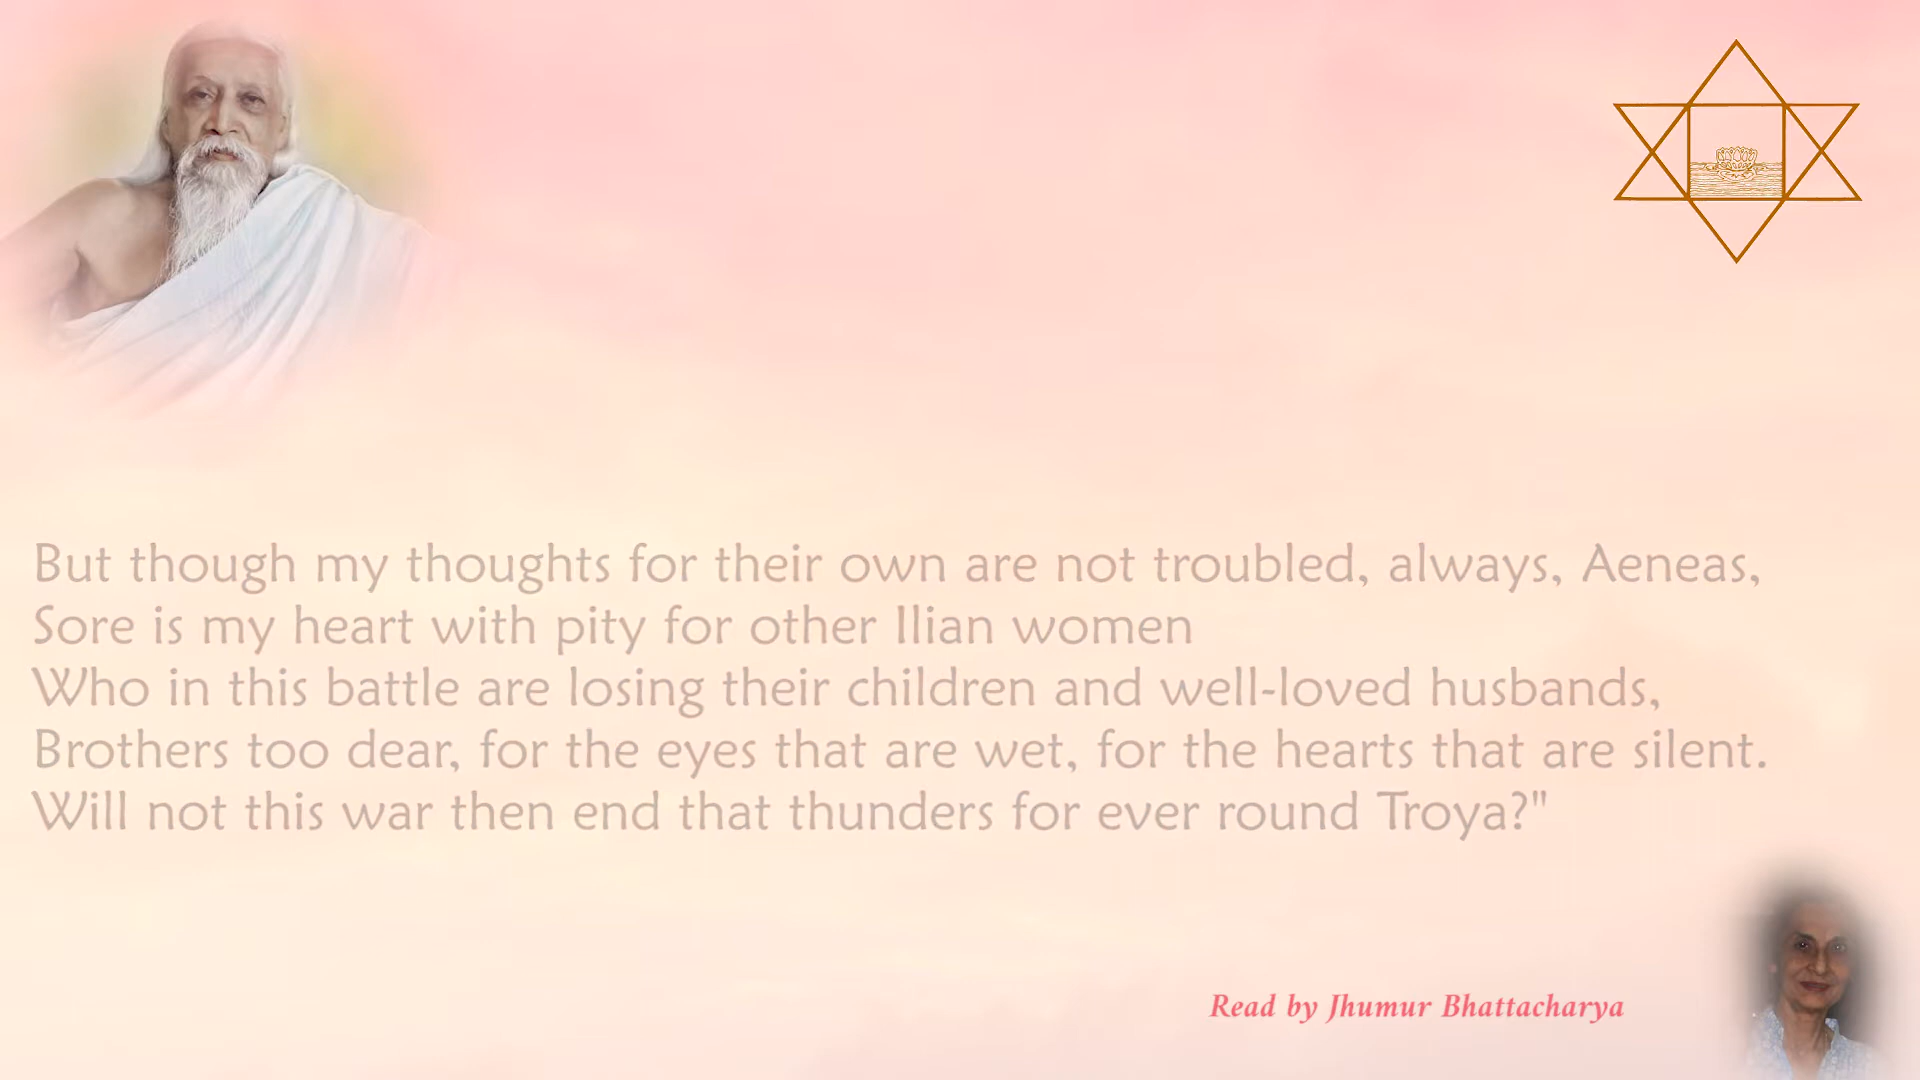 But though my thoughts for their own are not troubled, always, Aeneas,
Sore is my heart with pity for other Ilian women
Who in this battle are losing their children and well-loved husbands,
Brothers too dear, for the eyes that are wet, for the hearts that are silent.
Will not this war then end that thunders for ever round Troya?"
Read by Jhumur Bhattacharya